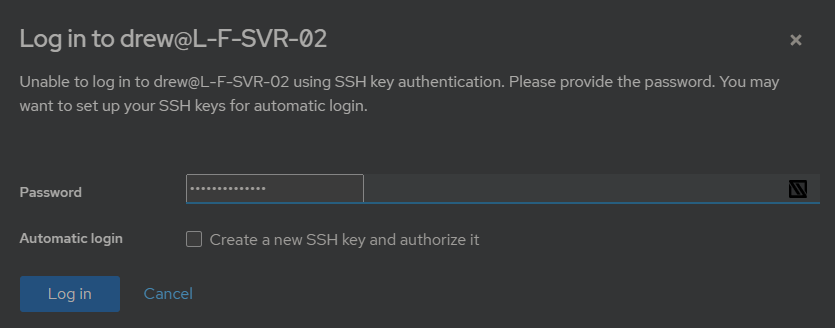 Log in to drew@L-F-SVR-02
Unable to log in to drew@L-F-SVR-02 using SSH key authentication. Please provide the password. You may
want to set up your SSH keys for automatic login.
Password ••••••••••••••
Automatic login Create a new SSH key and authorize it
Log in Cancel